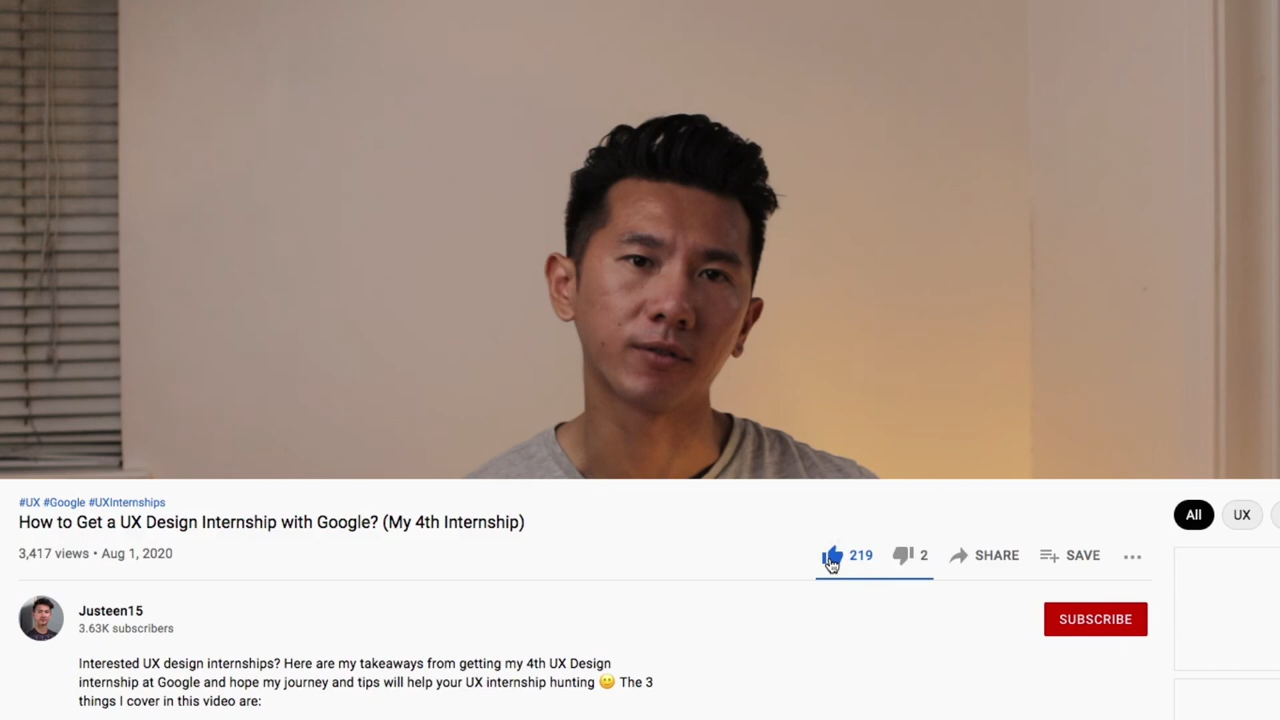 #UX #Google #UXInternships
How to Get a UX Design Internship with Google? (My 4th Internship)
3,417 views • Aug 1, 2020
219
2
SHARE
SAVE
All
UX
Justeen15
3.63K subscribers
SUBSCRIBE
Interested UX design internships? Here are my takeaways from getting my 4th UX Design
internship at Google and hope my journey and tips will help your UX internship hunting 😊 The 3
things I cover in this video are: